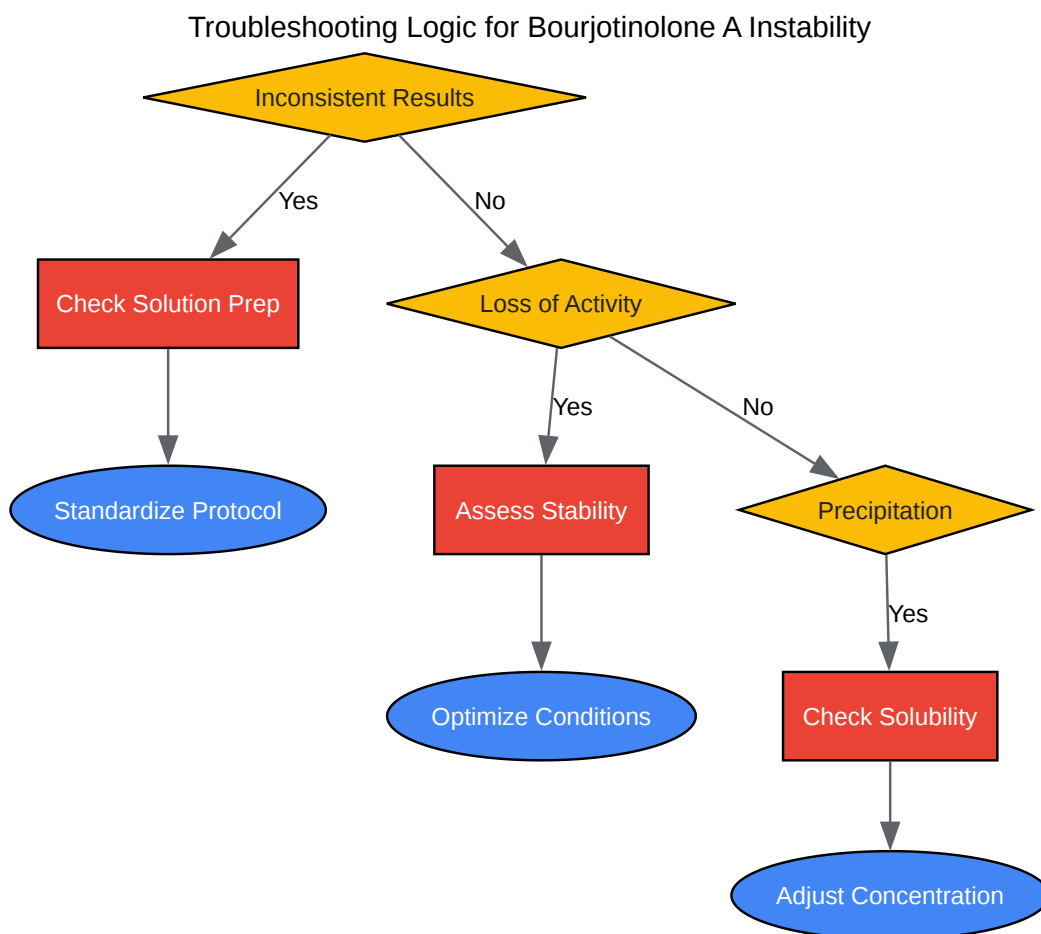 Troubleshooting Logic for Bourjotinolone A Instability
Inconsistent Results
Yes
No
Check Solution Prep
Loss of Activity
Yes
No
Standardize Protocol
Assess Stability
Precipitation
Yes
Optimize Conditions
Check Solubility
Adjust Concentration